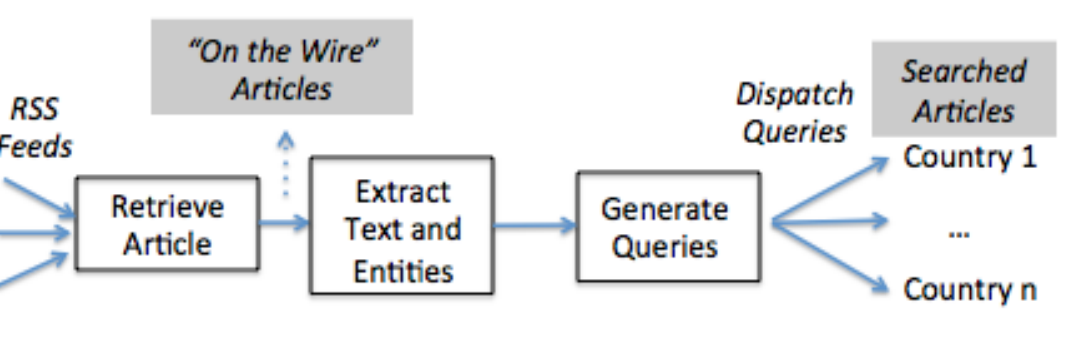 RSS
Feeds
“On the Wire”
Articles
Retrieve
Article
Extract
Text and
Entities
Generate
Queries
Dispatch
Queries
Searched
Articles
Country 1
...
Country n